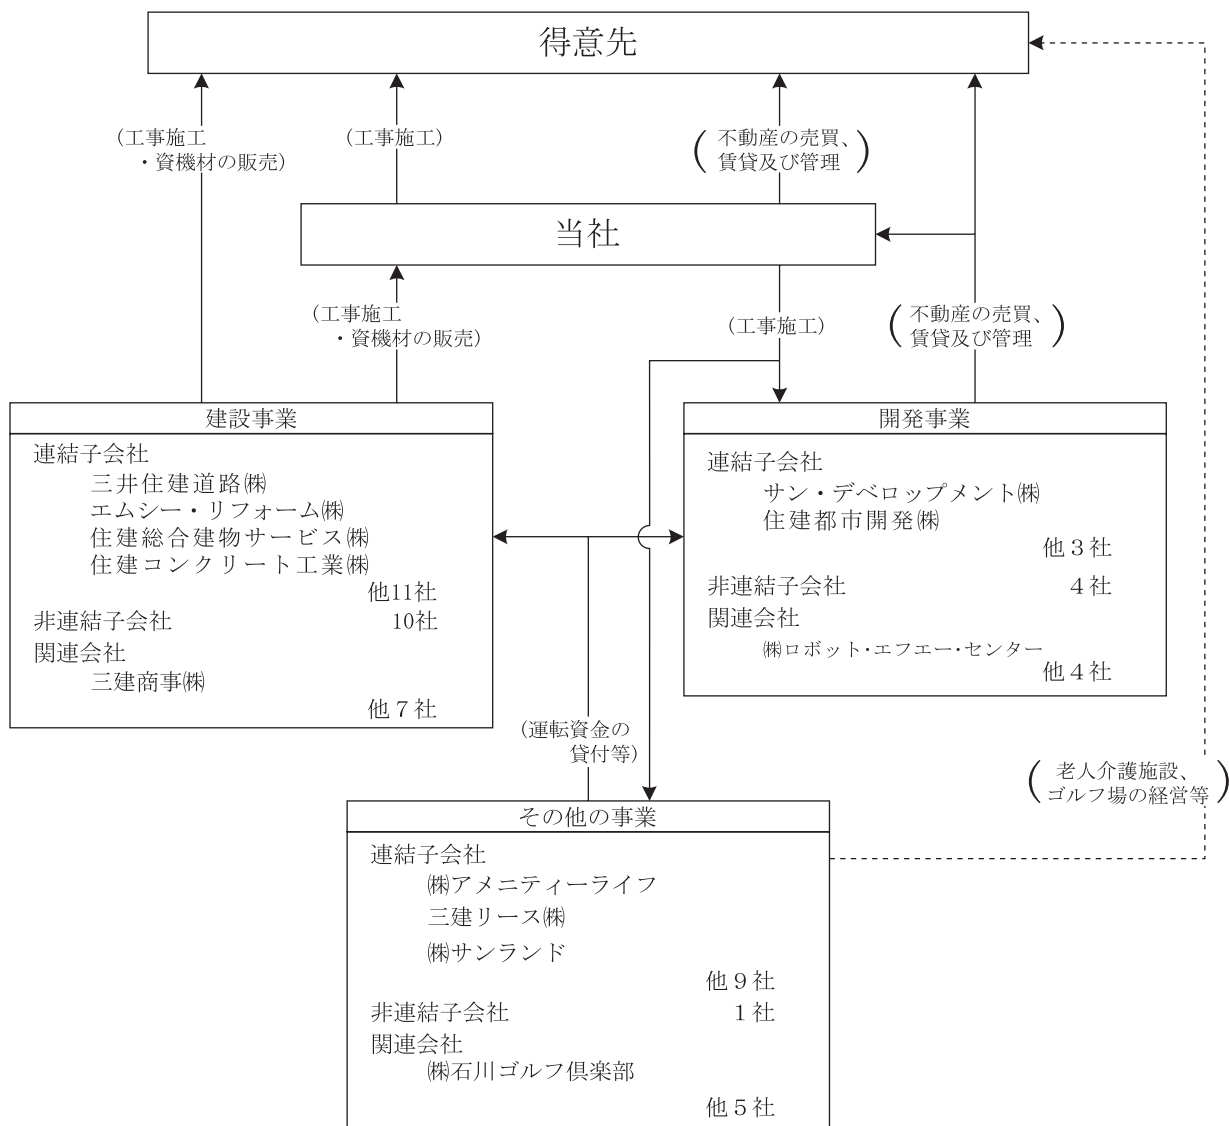 得意先
(工事施工
・資機材の販売)
(工事施工)
(不動産の売買、
賃貸及び管理)
当社
(工事施工
・資機材の販売)
(工事施工)
(不動産の売買、
賃貸及び管理)
建設事業
連結子会社
三井住建道路㈱
エムシー・リフォーム㈱
住建総合建物サービス㈱
住建コンクリート工業㈱
他11社
非連結子会社 10社
関連会社
三建商事㈱
他7社
開発事業
連結子会社
サン・デベロップメント㈱
住建都市開発㈱
他3社
非連結子会社 4社
関連会社
㈱ロボット・エフエー・センター
他4社
(運転資金の
貸付等)
(老人介護施設、
ゴルフ場の経営等)
その他の事業
連結子会社
㈱アメニティーライフ
三建リース㈱
㈱サンランド
他9社
非連結子会社 1社
関連会社
㈱石川ゴルフ倶楽部
他5社